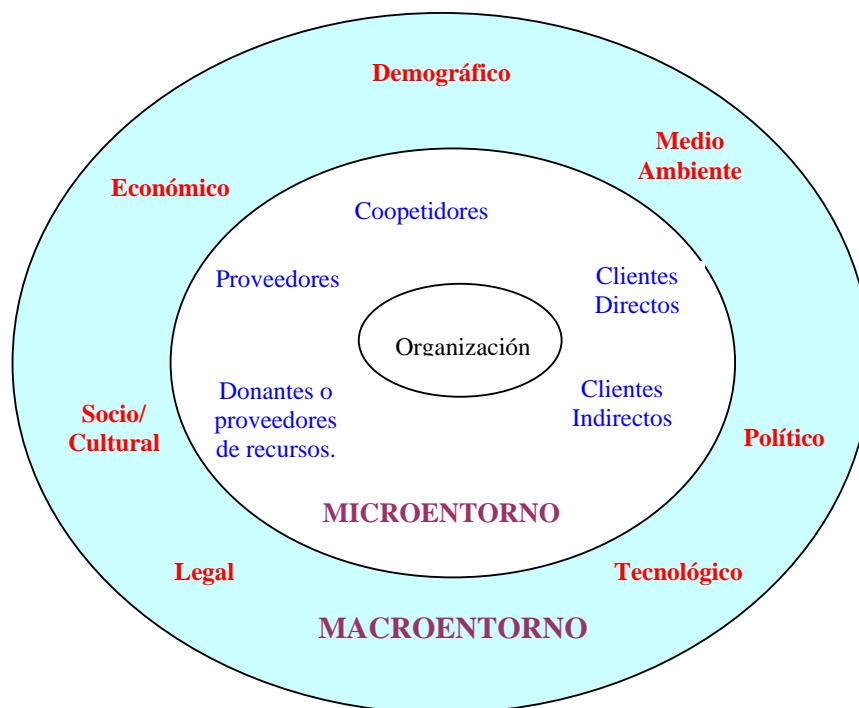 Demográfico
Medio
Ambiente
Económico
Coopetidores
Proveedores
Clientes
Directos
Organización
Donantes o
proveedores
de recursos.
Clientes
Indirectos
Socio/
Cultural
Político
MICROENTORNO
Legal
Tecnológico
MACROENTORNO